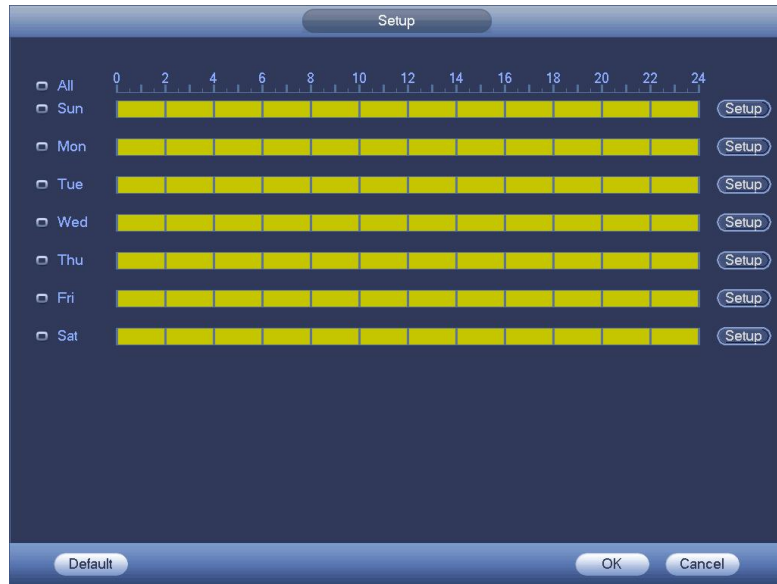 Setup
All 0 2 4 6 8 10 12 14 16 18 20 22 24
Sun Setup
Mon Setup
Tue Setup
Wed Setup
Thu Setup
Fri Setup
Sat Setup
Default OK Cancel